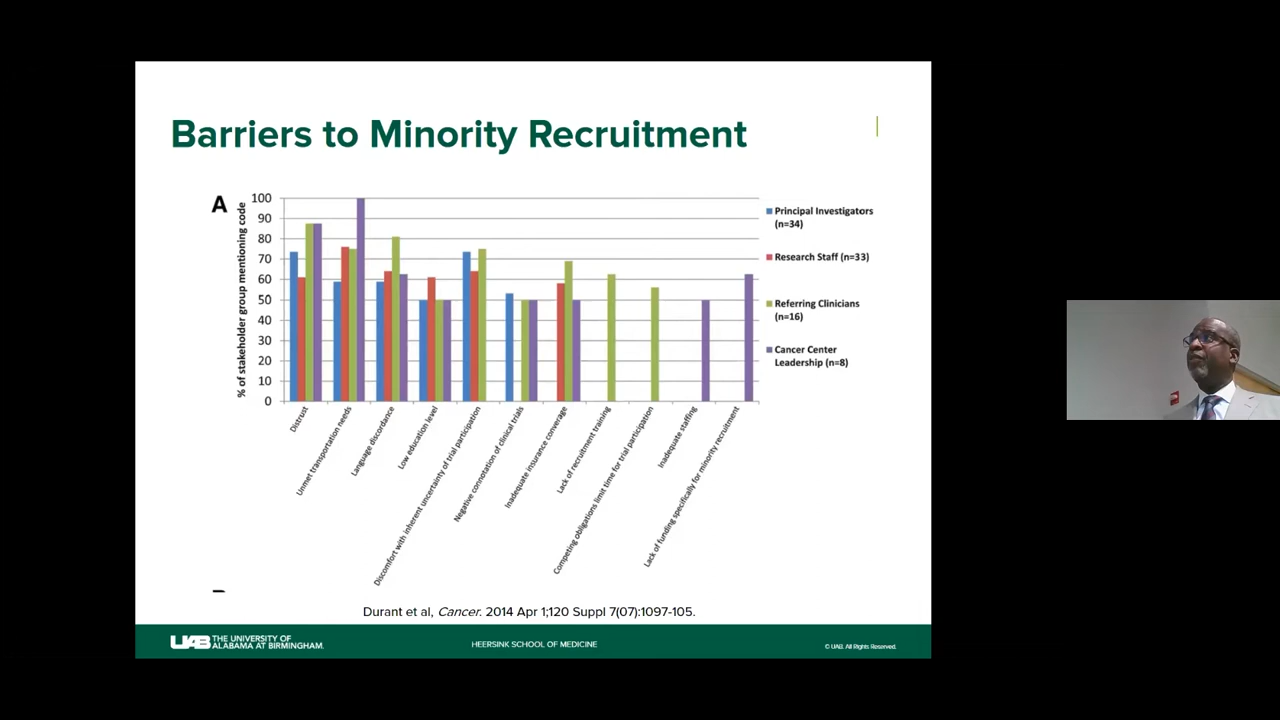 Barriers to Minority Recruitment
A
% of stakeholder group mentioning code
100
90
80
70
60
50
40
30
20
10
0
Distrust
Unmet transportation needs
Language discordance
Low education level
Discomfort with inherent uncertainty of trial participation
Negative connotation of clinical trials
Inadequate insurance coverage
Lack of recruitment training
Competing obligations limit time for trial participation
Inadequate staffing
Lack of funding specifically for minority recruitment
Principal Investigators
(n=34)
Research Staff (n=33)
Referring Clinicians
(n=16)
Cancer Center
Leadership (n=8)
Durant et al, Cancer. 2014 Apr 1;120 Suppl 7(07):1097-105.
UAB THE UNIVERSITY OF
ALABAMA AT BIRMINGHAM.
HEERSINK SCHOOL OF MEDICINE
© UAB. All Rights Reserved.